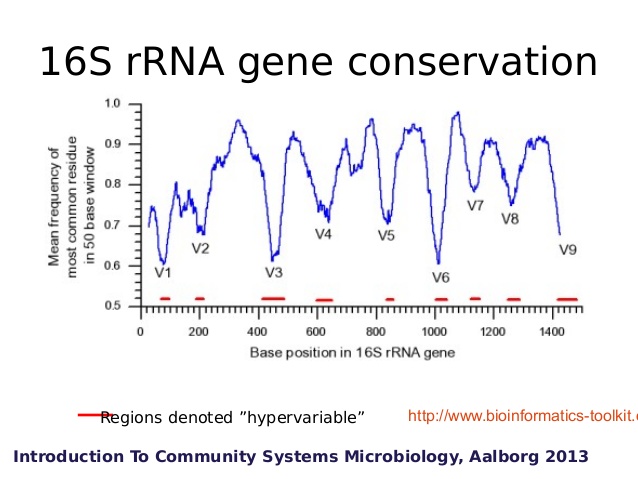 16S rRNA gene conservation
Mean frequency of
most common residue
in 50 base window
1.0
0.9
0.8
0.7
0.6
0.5
V1
V2
V3
V4
V5
V6
V7
V8
V9
0 200 400 600 800 1000 1200 1400
Base position in 16S rRNA gene
Regions denoted ”hypervariable”
http://www.bioinformatics-toolkit.
Introduction To Community Systems Microbiology, Aalborg 2013